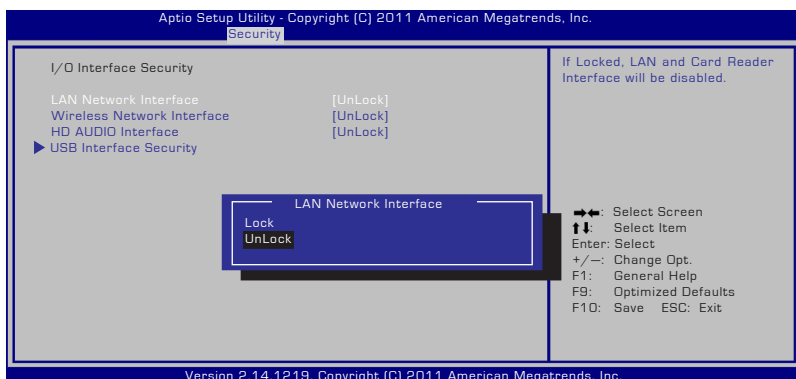 Aptio Setup Utility - Copyright (C) 2011 American Megatrends, Inc.
Security
I/O Interface Security
LAN Network Interface [UnLock]
Wireless Network Interface [UnLock]
HD AUDIO Interface [UnLock]
USB Interface Security
If Locked, LAN and Card Reader
Interface will be disabled.
LAN Network Interface
Lock
UnLock
→←: Select Screen
↑↓: Select Item
Enter: Select
+/—: Change Opt.
F1: General Help
F9: Optimized Defaults
F10: Save ESC: Exit
Version 2.14.1219. Copyright (C) 2011 American Megatrends, Inc.